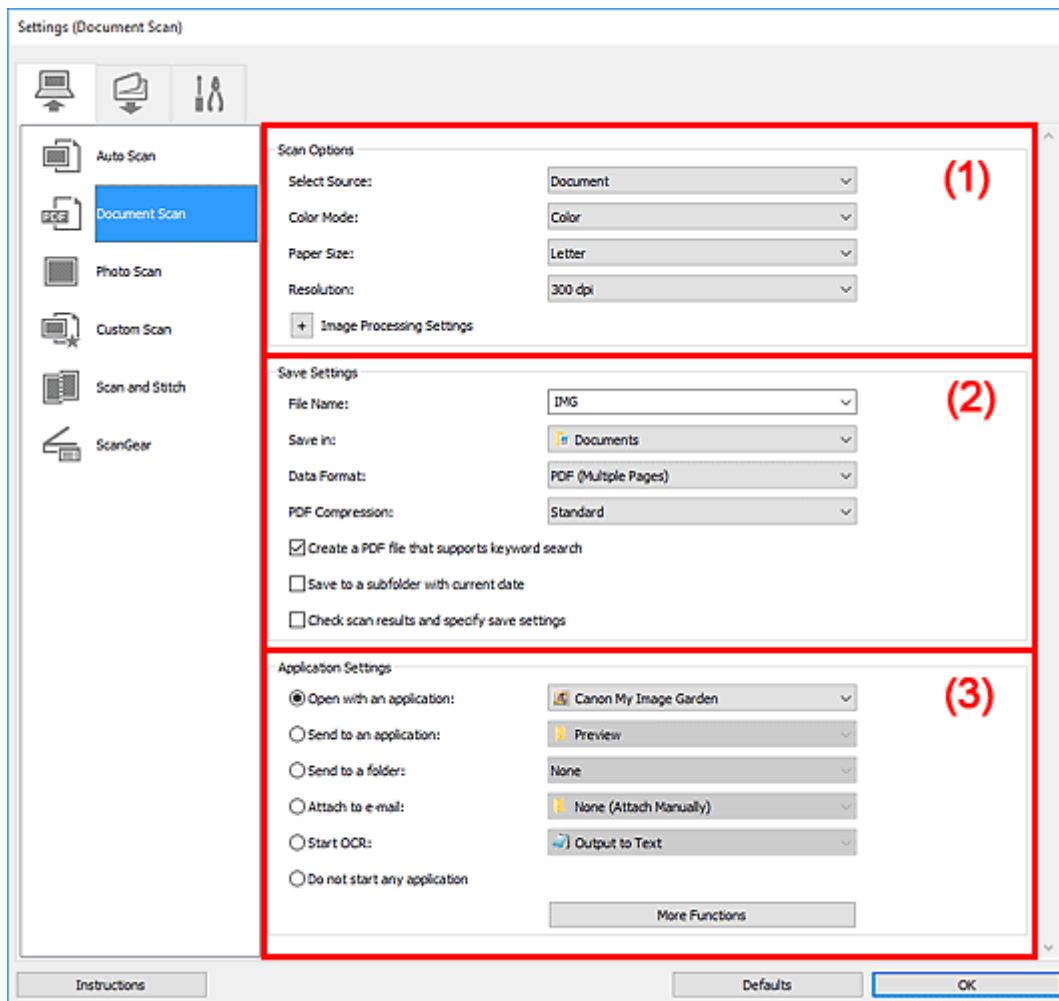 Settings (Document Scan)
Auto Scan
Document Scan
Photo Scan
Custom Scan
Scan and Stitch
ScanGear
Scan Options
(1)
Select Source: Document
Color Mode: Color
Paper Size: Letter
Resolution: 300 dpi
+ Image Processing Settings
Save Settings
(2)
File Name: IMG
Save in: Documents
Data Format: PDF (Multiple Pages)
PDF Compression: Standard
Create a PDF file that supports keyword search
Save to a subfolder with current date
Check scan results and specify save settings
Application Settings
(3)
Open with an application: Canon My Image Garden
Send to an application: Preview
Send to a folder: None
Attach to e-mail: None (Attach Manually)
Start OCR: Output to Text
Do not start any application
More Functions
Instructions Defaults OK